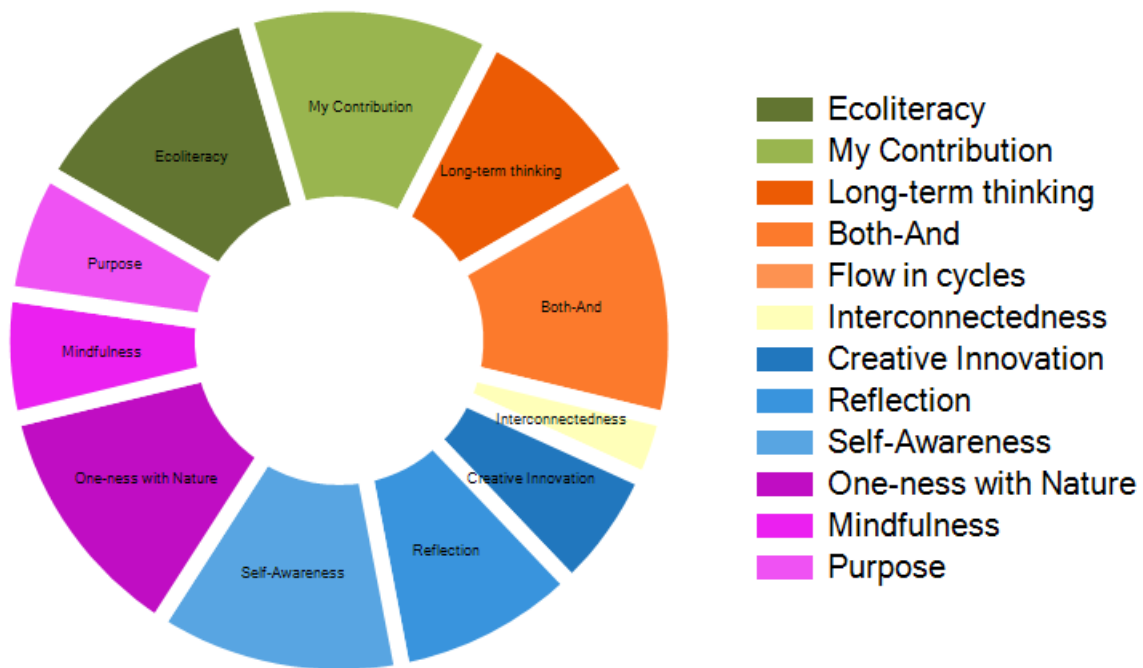 My Contribution
Ecoliteracy
Long-term thinking
Purpose
Both-And
Mindfulness
Interconnectedness
One-ness with Nature
Creative Innovation
Reflection
Self-Awareness
Ecoliteracy
My Contribution
Long-term thinking
Both-And
Flow in cycles
Interconnectedness
Creative Innovation
Reflection
Self-Awareness
One-ness with Nature
Mindfulness
Purpose